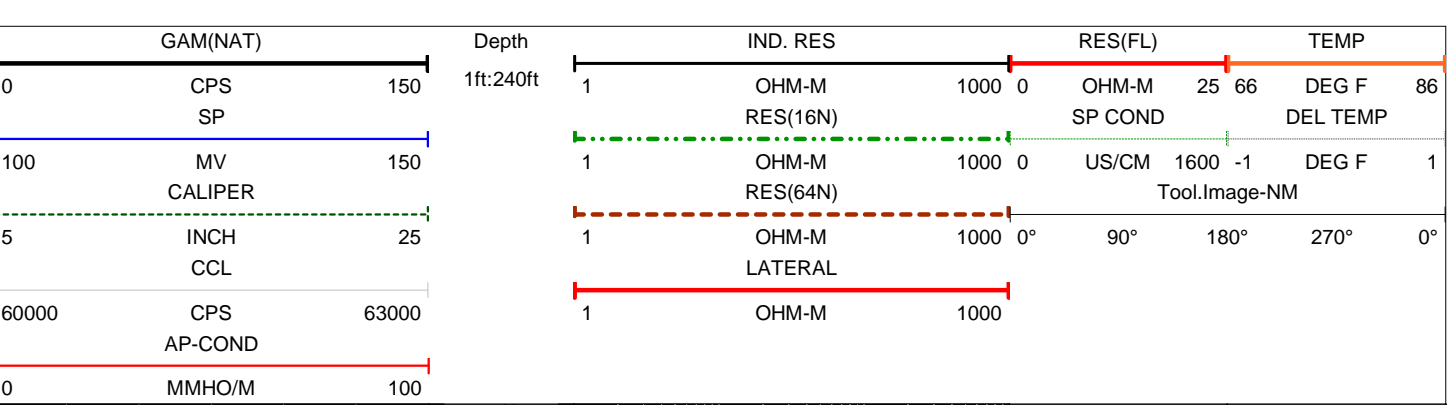 GAM(NAT) Depth IND. RES RES(FL) TEMP
0 CPS 150 1ft:240ft 1 OHM-M 1000 0 OHM-M 25 66 DEG F 86
SP RES(16N) SP COND DEL TEMP
100 MV 150 1 OHM-M 1000 0 US/CM 1600 -1 DEG F 1
CALIPER RES(64N) Tool.Image-NM
5 INCH 25 1 OHM-M 1000 0° 90° 180° 270° 0°
CCL LATERAL
60000 CPS 63000 1 OHM-M 1000
AP-COND
0 MMHO/M 100